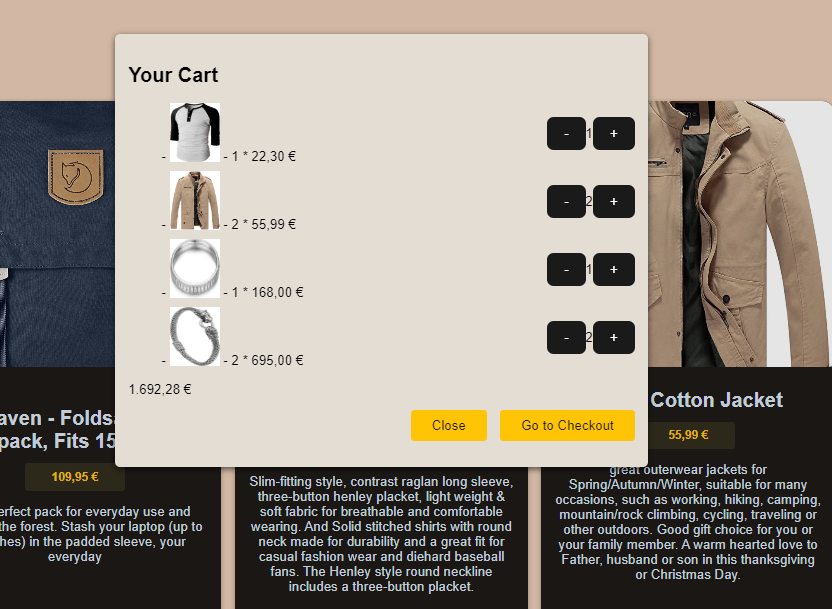 Your Cart
- - 1 * 22,30 €
- 1 +
- - 2 * 55,99 €
- 2 +
- - 1 * 168,00 €
- 1 +
- - 2 * 695,00 €
- 2 +
1.692,28 €
Close
Go to Checkout
aven - Folds
pack, Fits 15
109,95 €
erfect pack for everyday use and
the forest. Stash your laptop (up to
hes) in the padded sleeve, your
everyday
Slim-fitting style, contrast raglan long sleeve,
three-button henley placket, light weight &
soft fabric for breathable and comfortable
wearing. And Solid stitched shirts with round
neck made for durability and a great fit for
casual fashion wear and diehard baseball
fans. The Henley style round neckline
includes a three-button placket.
Cotton Jacket
55,99 €
great outerwear jackets for
Spring/Autumn/Winter, suitable for many
occasions, such as working, hiking, camping,
mountain/rock climbing, cycling, traveling or
other outdoors. Good gift choice for you or
your family member. A warm hearted love to
Father, husband or son in this thanksgiving
or Christmas Day.